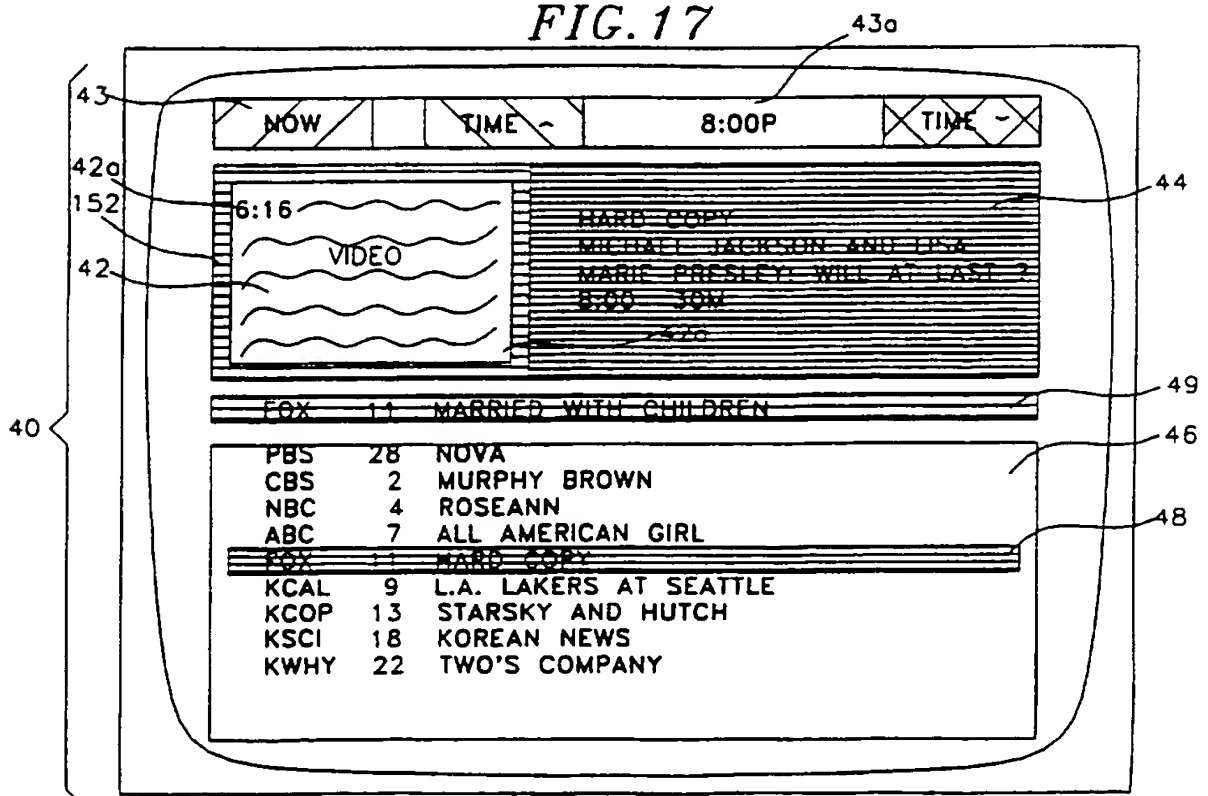 FIG. 17
43a
43
NOW TIME ~ 8:00P TIME ~
42a
6:16
44
152
HARD COPY
MICHAEL JACKSON AND LISA
VIDEO
MARIE PRESLEY: WILL AT LAST ?
42
8:00 30M
42a
49
FOX 11 MARRIED WITH CHILDREN
40
46
PBS 28 NOVA
CBS 2 MURPHY BROWN
NBC 4 ROSEANN
48
ABC 7 ALL AMERICAN GIRL
FOX 11 HARD COPY
KCAL 9 L.A. LAKERS AT SEATTLE
KCOP 13 STARSKY AND HUTCH
KSCI 18 KOREAN NEWS
KWHY 22 TWO'S COMPANY